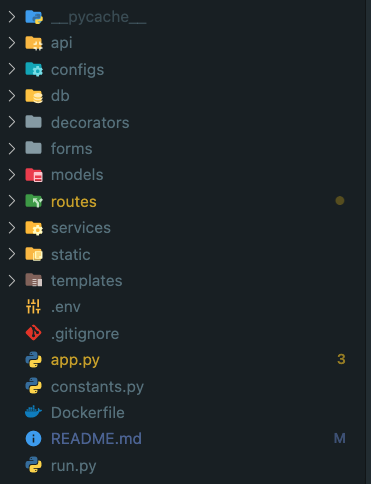 __pycache__
api
configs
db
decorators
forms
models
routes
services
static
templates
.env
.gitignore
app.py 3
constants.py
Dockerfile
README.md M
run.py